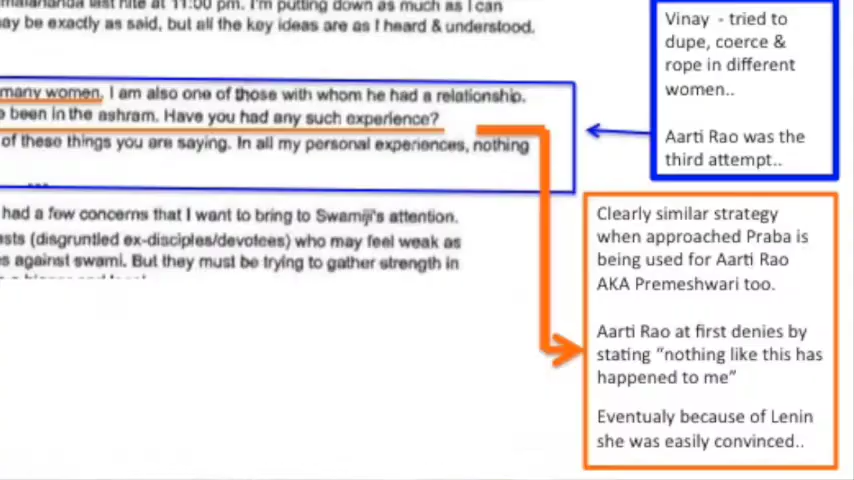 last nite at 11:00 pm. I'm putting down as much as I can
may be exactly as said, but all the key ideas are as I heard & understood.
many women, I am also one of those with whom he had a relationship.
been in the ashram. Have you had any such experience?
of these things you are saying. In all my personal experiences, nothing
had a few concerns that I want to bring to Swamiji's attention.
(disgruntled ex-disciples/devotees) who may feel weak as
against swami. But they must be trying to gather strength in
Vinay - tried to
dupe, coerce &
rope in different
women..
Aarti Rao was the
third attempt..
Clearly similar strategy
when approached Praba is
being used for Aarti Rao
AKA Premeshwari too.
Aarti Rao at first denies by
stating “nothing like this has
happened to me”
Eventualy because of Lenin
she was easily convinced..